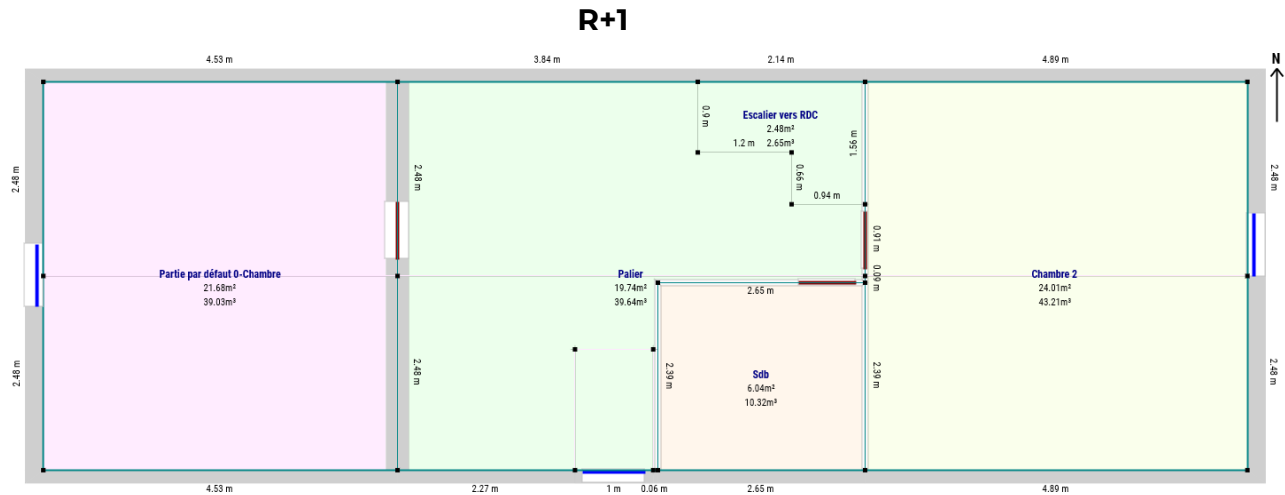 R+1
N
4.53 m
3.84 m
2.14 m
4.89 m
2.48 m
2.48 m
0.9 m
Escalier vers RDC
2.48m²
1.2 m
2.65m³
1.56 m
0.66 m
0.94 m
2.48 m
0.91 m
0.09 m
Partie par défaut 0-Chambre
21.68m²
39.03m³
Palier
19.74m²
39.64m³
Chambre 2
24.01m²
43.21m³
2.65 m
2.48 m
2.48 m
2.39 m
Sdb
6.04m²
10.32m³
2.39 m
2.48 m
4.53 m
2.27 m
1 m
0.06 m
2.65 m
4.89 m